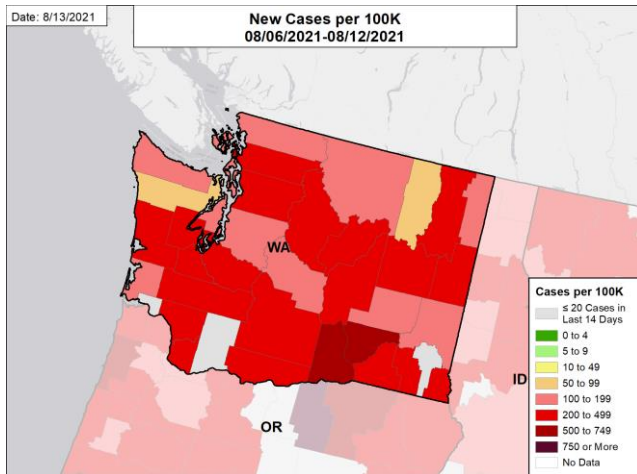 Date: 8/13/2021
New Cases per 100K
08/06/2021-08/12/2021
WA
OR
ID
Cases per 100K
≤ 20 Cases in
Last 14 Days
0 to 4
5 to 9
10 to 49
50 to 99
100 to 199
200 to 499
500 to 749
750 or More
No Data